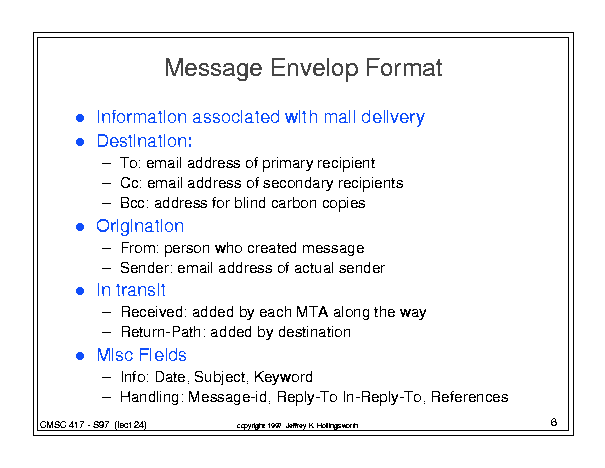 Message Envelop Format
● Information associated with mail delivery
● Destination:
– To: email address of primary recipient
– Cc: email address of secondary recipients
– Bcc: address for blind carbon copies
● Origination
– From: person who created message
– Sender: email address of actual sender
● In transit
– Received: added by each MTA along the way
– Return-Path: added by destination
● Misc Fields
– Info: Date, Subject, Keyword
– Handling: Message-id, Reply-To In-Reply-To, References
CMSC 417 - S97 (lect 24)
copyright 1997 Jeffrey K. Hollingsworth
6